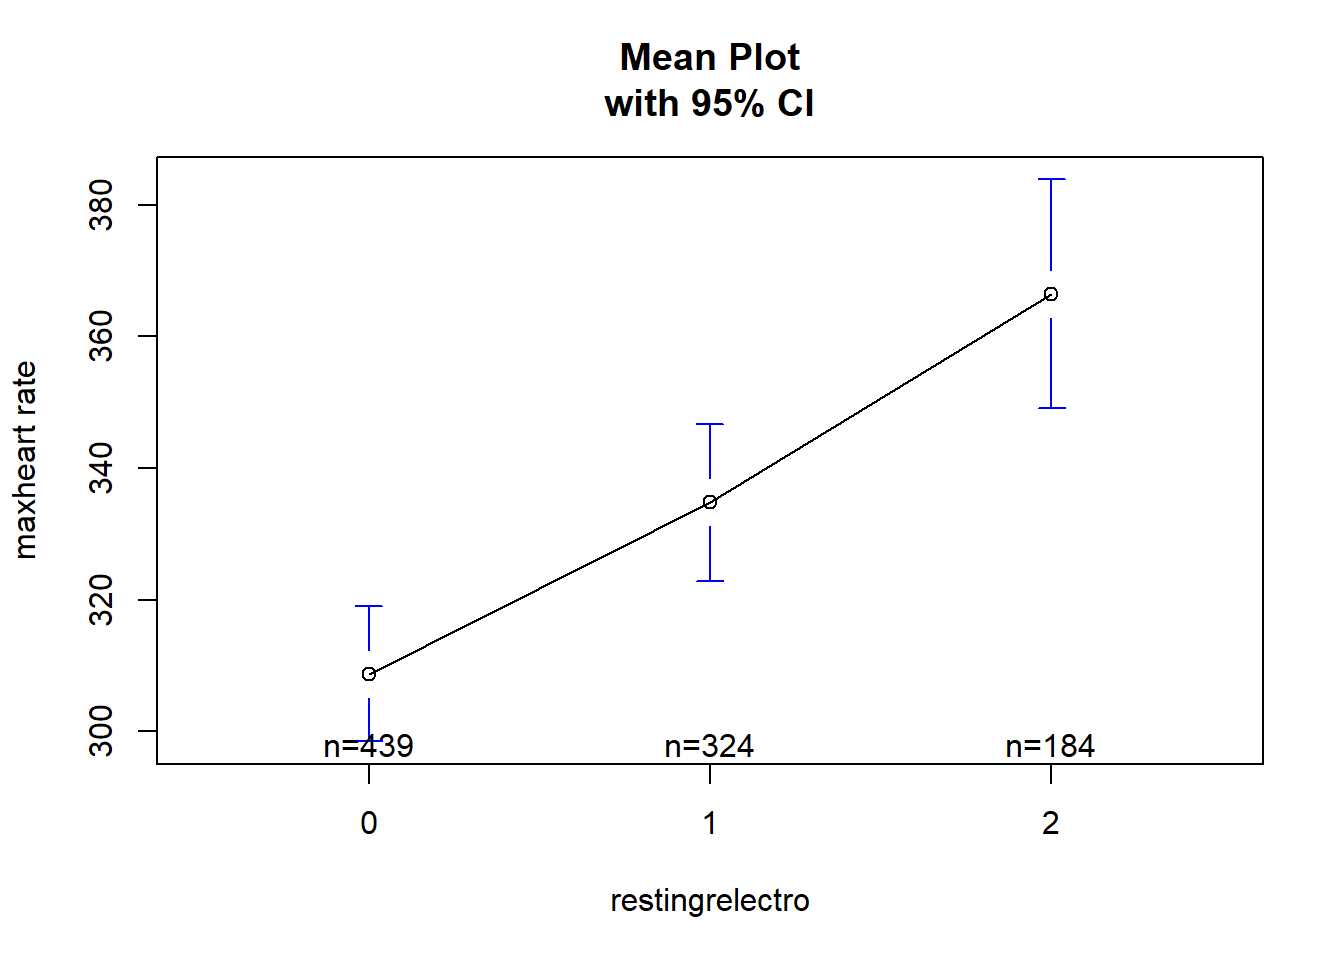 Mean Plot
with 95% CI
maxheart rate
380
360
340
320
300
n=439
n=324
n=184
0
1
2
restingrelectro